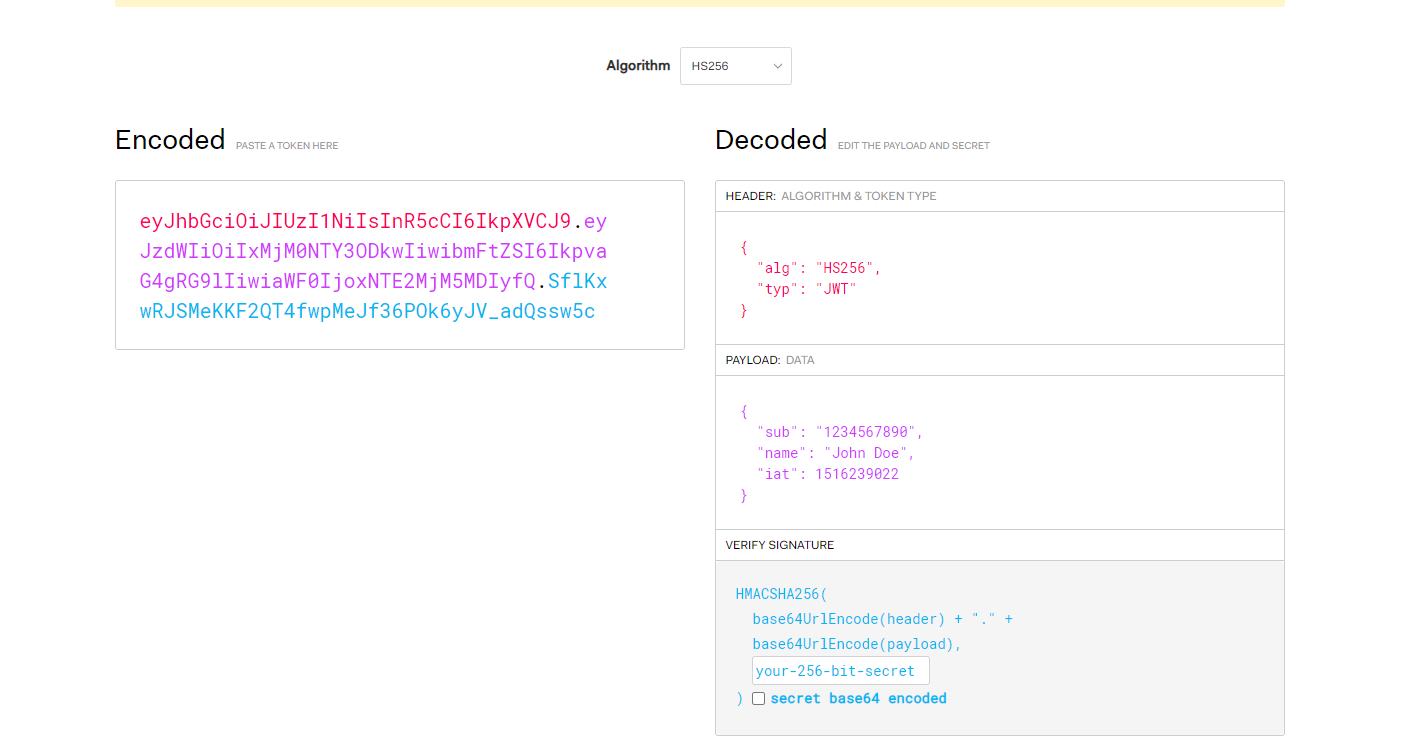 Algorithm HS256
Encoded PASTE A TOKEN HERE
eyJhbGciOiJIUzI1NiIsInR5cCI6IkpXVCJ9.ey
JzdWIiOiIxMjM0NTY3ODkwIiwibmFtZSI6Ikpva
G4gRG9lIiwiaWF0IjoxNTE2MjM5MDIyfQ.SflKx
wRJSMeKKF2QT4fwpMeJf36POk6yJV_adQssw5c
Decoded EDIT THE PAYLOAD AND SECRET
HEADER: ALGORITHM & TOKEN TYPE
{
  "alg": "HS256",
  "typ": "JWT"
}
PAYLOAD: DATA
{
  "sub": "1234567890",
  "name": "John Doe",
  "iat": 1516239022
}
VERIFY SIGNATURE
HMACSHA256(
  base64UrlEncode(header) + "." +
  base64UrlEncode(payload),
  your-256-bit-secret
) secret base64 encoded